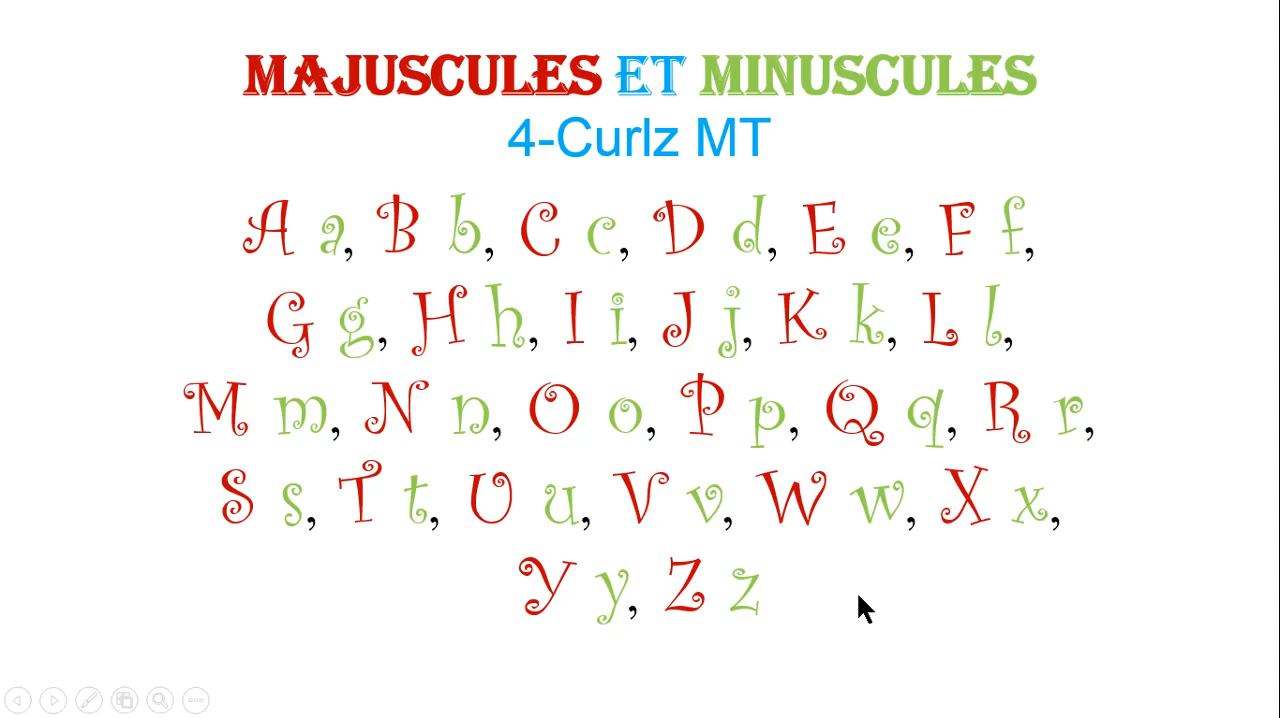 MAJUSCULES ET MINUSCULES
4-Curlz MT
A a, B b, C c, D d, E e, F f,
G g, H h, I i, J j, K k, L l,
M m, N n, O o, P p, Q q, R r,
S s, T t, U u, V v, W w, X x,
Y y, Z z